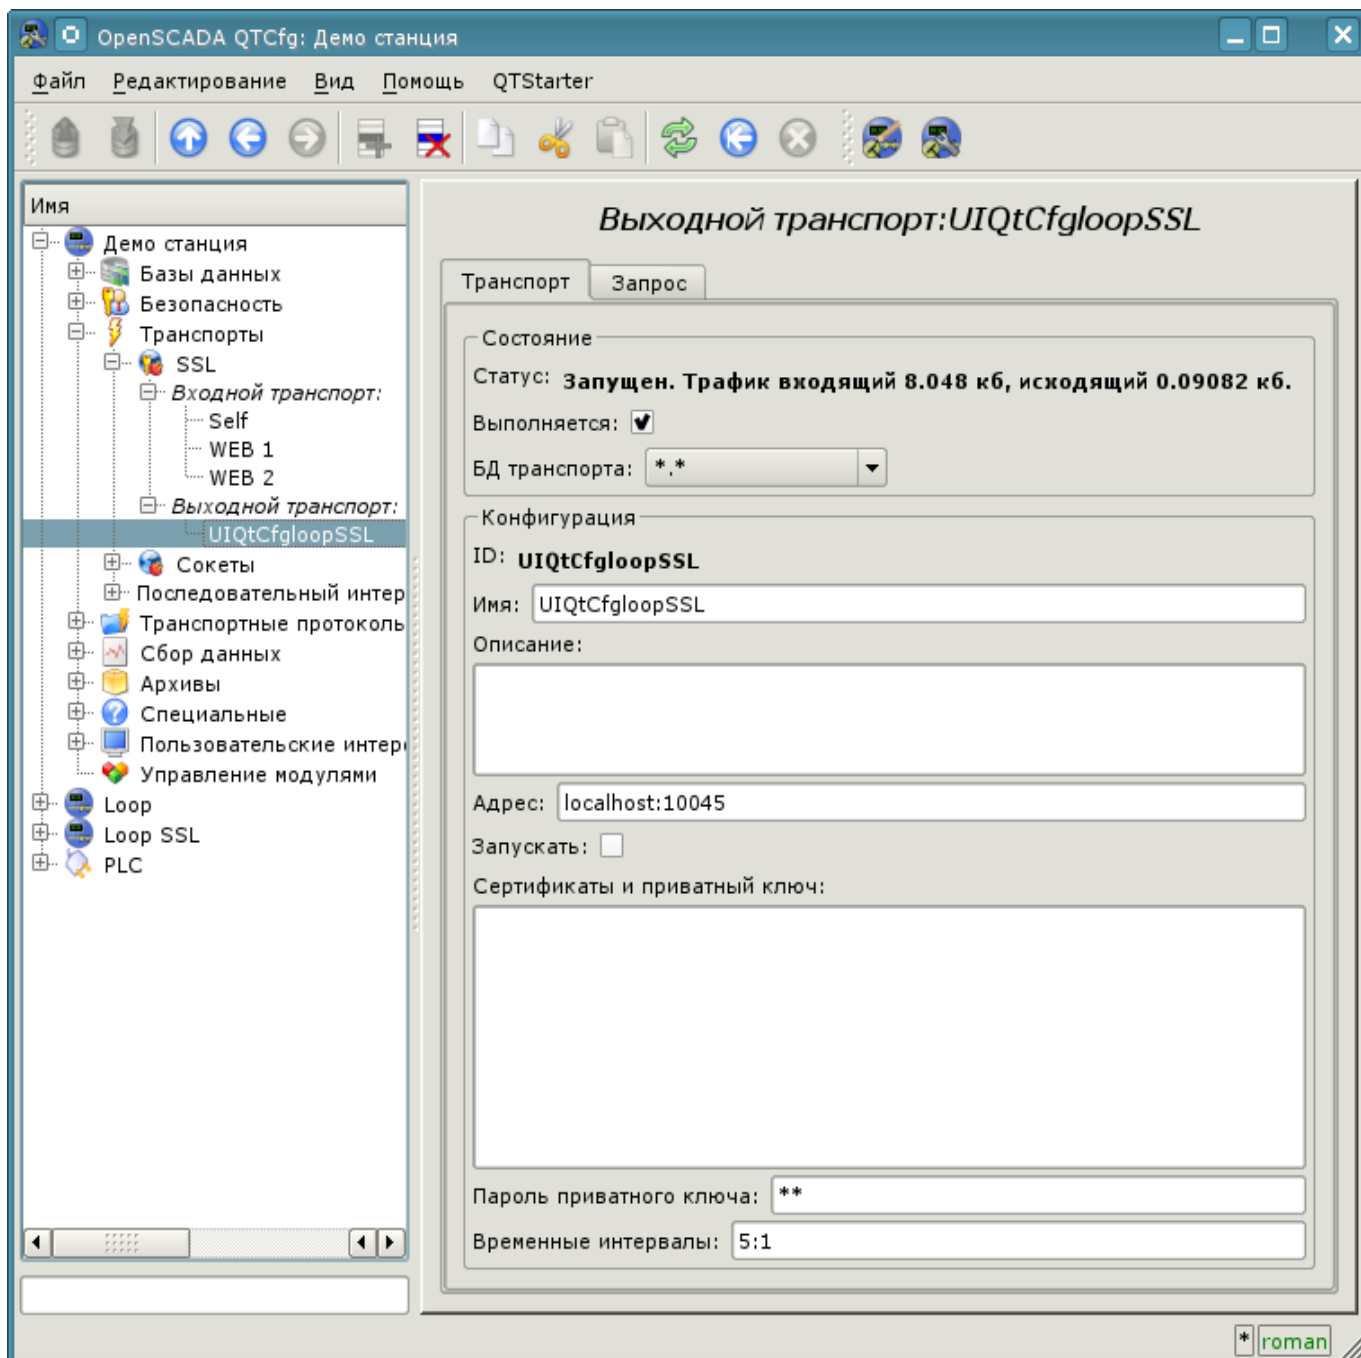 OpenSCADA QTCfg: Демо станция
Файл Редактирование Вид Помощь QTStarter
Имя
Демо станция
Базы данных
Безопасность
Транспорты
SSL
Входной транспорт:
Self
WEB 1
WEB 2
Выходной транспорт:
UIQtCfgloopSSL
Сокеты
Последовательный интер
Транспортные протоколь
Сбор данных
Архивы
Специальные
Пользовательские интер
Управление модулями
Loop
Loop SSL
PLC
Выходной транспорт:UIQtCfgloopSSL
Транспорт Запрос
Состояние
Статус: Запущен. Трафик входящий 8.048 кб, исходящий 0.09082 кб.
Выполняется:
БД транспорта: *.*
Конфигурация
ID: UIQtCfgloopSSL
Имя: UIQtCfgloopSSL
Описание:
Адрес: localhost:10045
Запускать:
Сертификаты и приватный ключ:
Пароль приватного ключа: **
Временные интервалы: 5:1
* roman